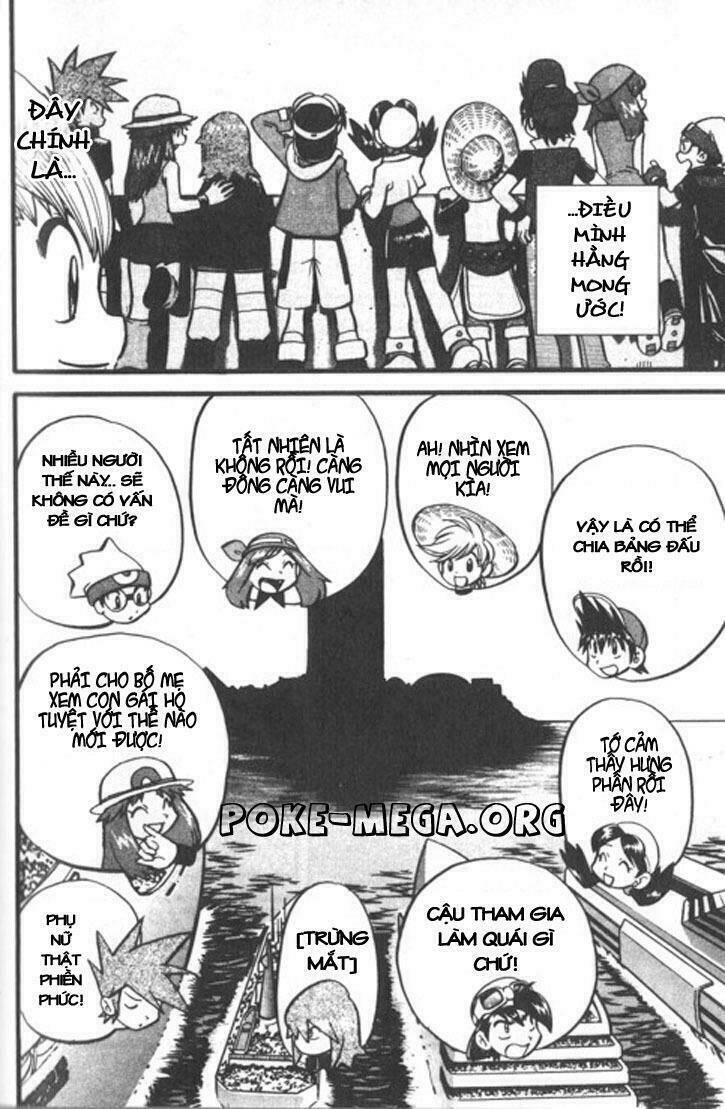 ĐÂY
CHÍNH
LÀ...
...ĐIỀU
MÌNH
HẰNG
MONG
ƯỚC!
NHIỀU NGƯỜI
THẾ NÀY... SẼ
KHÔNG CÓ VẤN
ĐỀ GÌ CHỨ?
TẤT NHIÊN LÀ
KHÔNG RỒI! CÀNG
ĐÔNG CÀNG VUI
MÀ!
AH! NHÌN XEM
MỌI NGƯỜI
KÌA!
VẬY LÀ CÓ THỂ
CHIA BẢNG ĐẤU
RỒI!
PHẢI CHO BỐ MẸ
XEM CON GÁI HỌ
TUYỆT VỜI THẾ NÀO
MỚI ĐƯỢC!
TỚ CẢM
THẤY HƯNG
PHẤN RỒI
ĐÂY!
POKE-MEGA.ORG
PHỤ
NỮ
THẬT
PHIỀN
PHỨC!
[TRỪNG
MẮT]
CẬU THAM GIA
LÀM QUÁI GÌ
CHỨ!